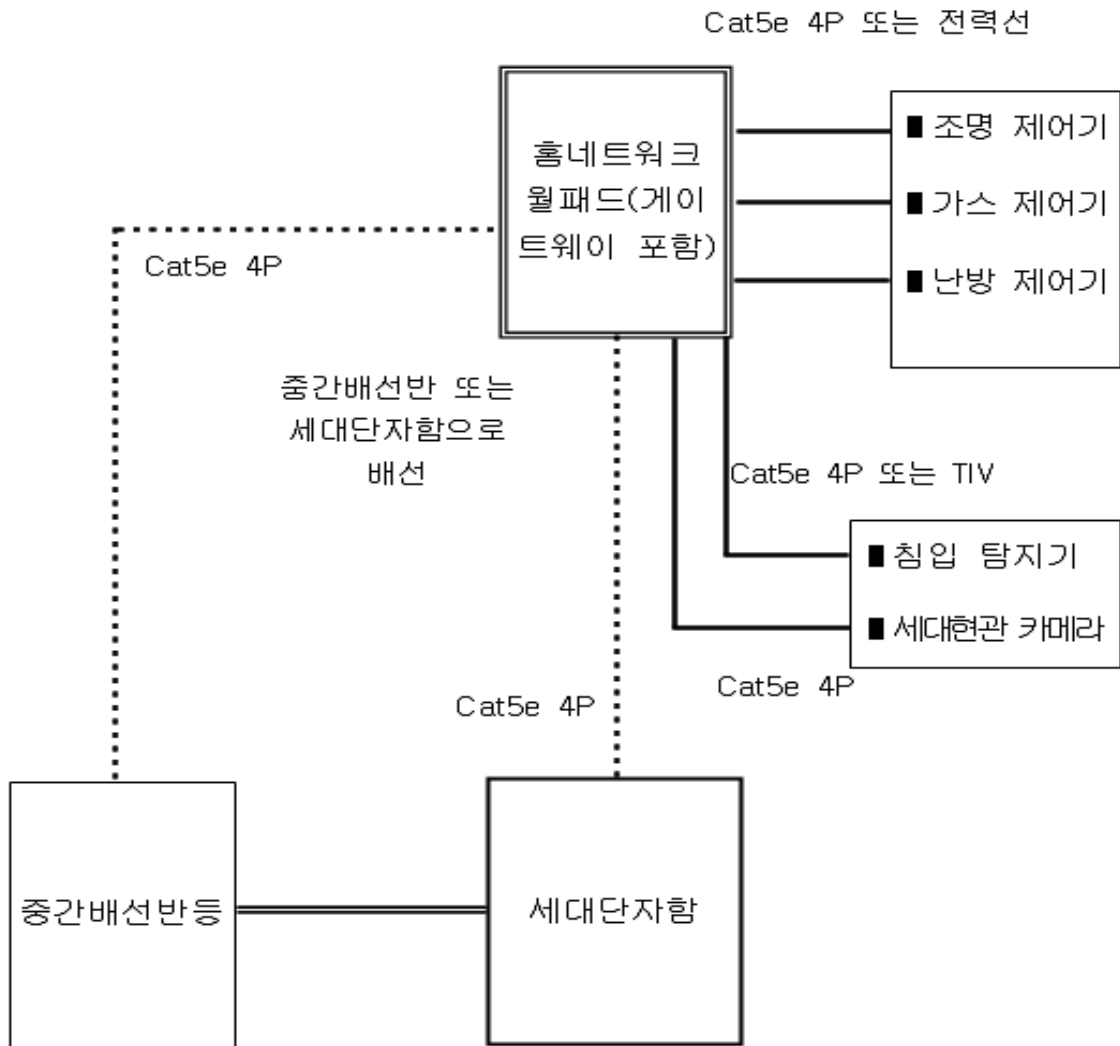 Cat5e 4P 또는 전력선
홈네트워크
월패드(게이
트웨이 포함)
■ 조명 제어기
■ 가스 제어기
■ 난방 제어기
Cat5e 4P
중간배선반 또는
세대단자함으로
배선
Cat5e 4P 또는 TIV
■ 침입 탐지기
■ 세대현관 카메라
Cat5e 4P
Cat5e 4P
중간배선반등
세대단자함